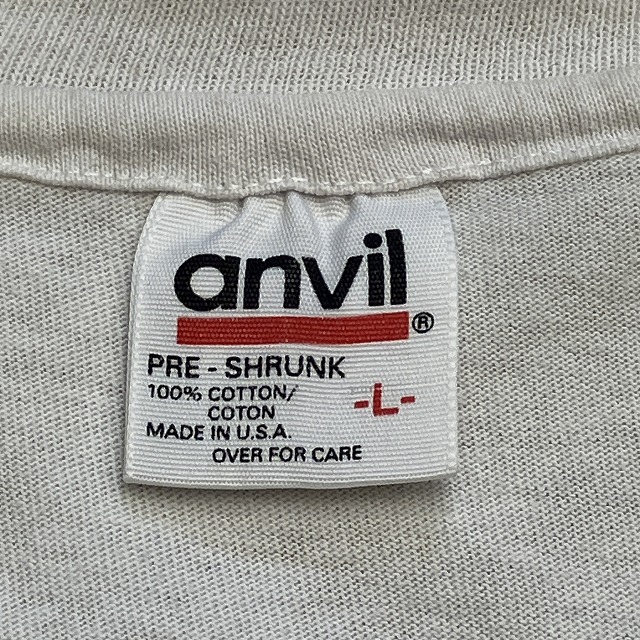 anvil®
PRE - SHRUNK
100% COTTON/
COTON
-L-
MADE IN U.S.A.
OVER FOR CARE